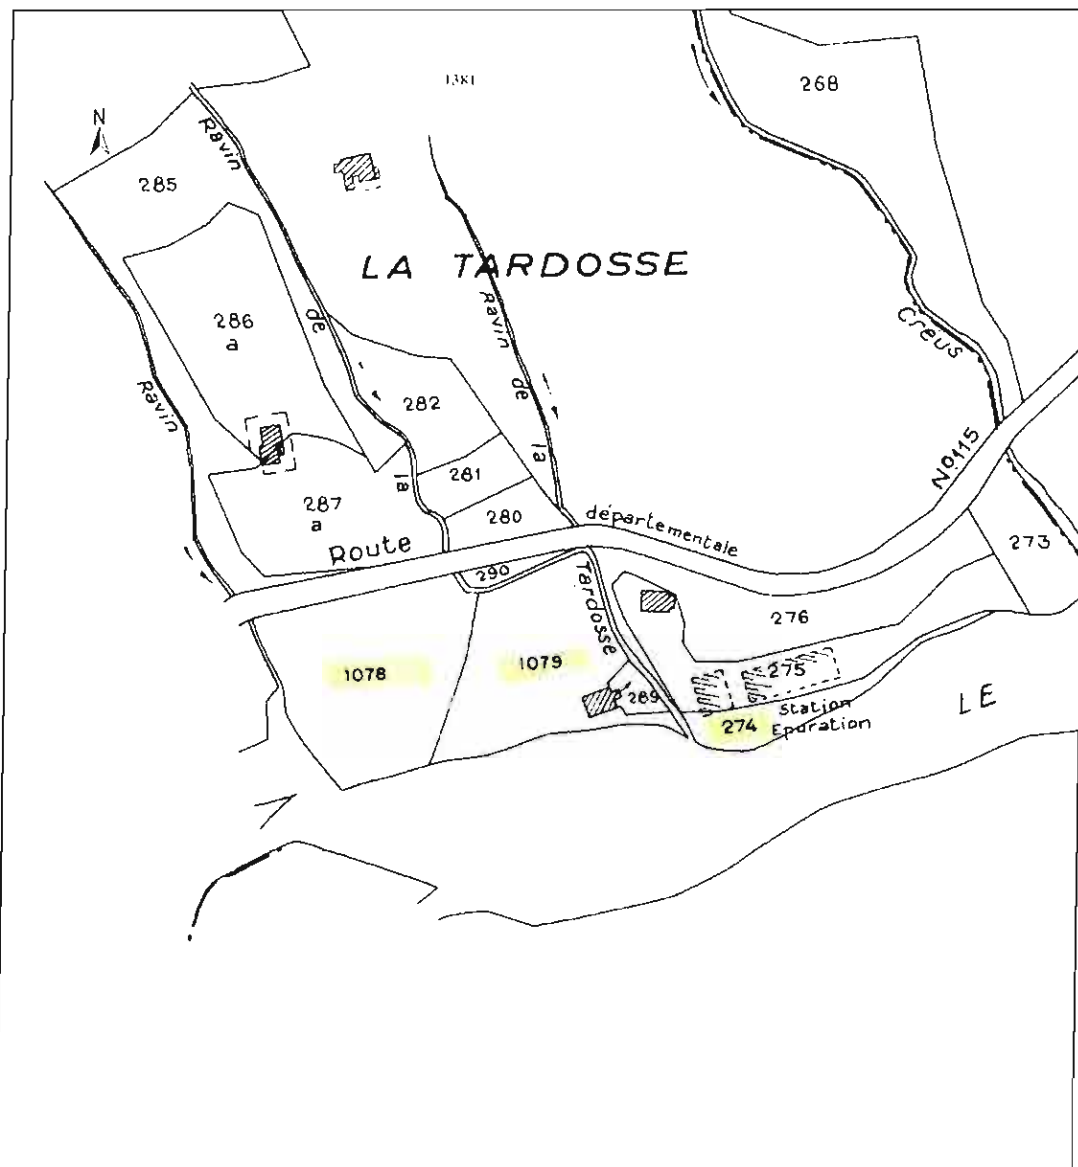 1381
268
N
Ravin
285
LA TARDOSSE
286
a
de
Ravin
Creus
Ravin
282
de
la
281
la
Nº115
287
a
280
départementale
Route
273
290
Tardosse
276
1078
1079
275
289
LE
Station
274
Epuration